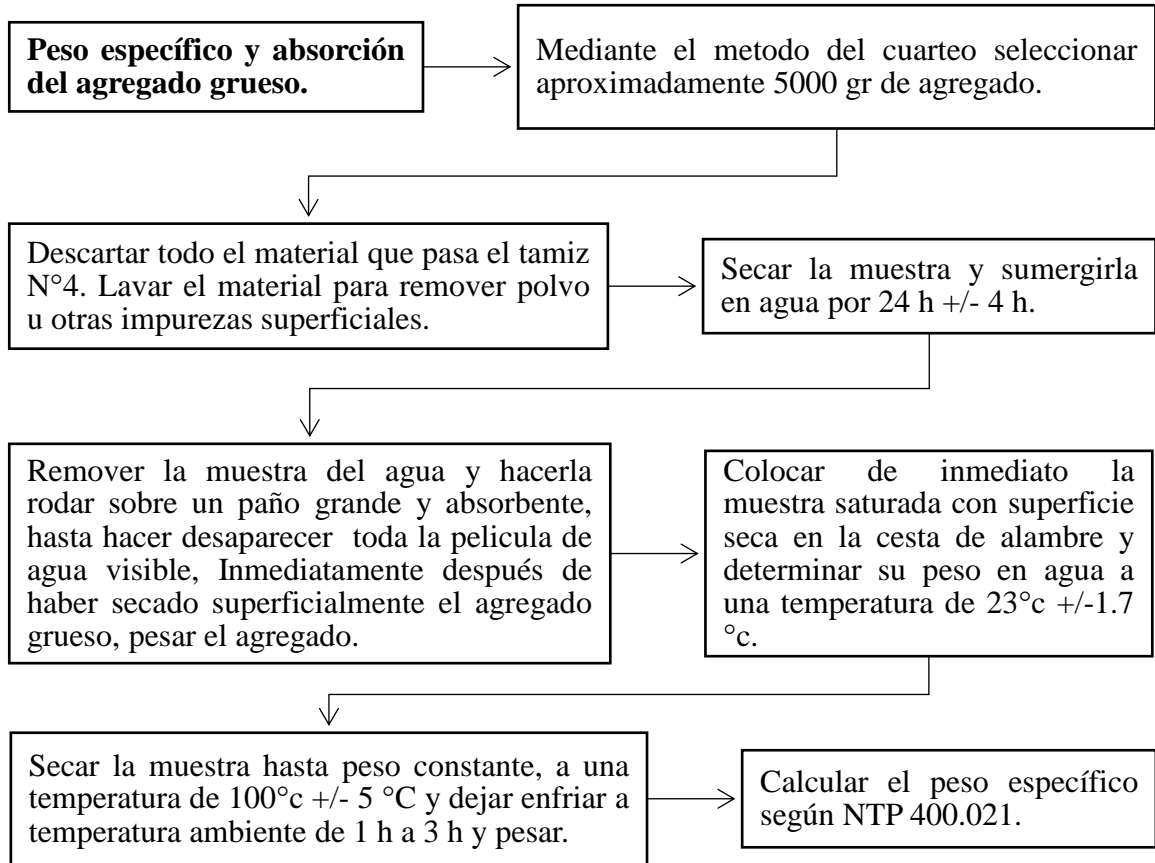 Peso específico y absorción
del agregado grueso.
Mediante el metodo del cuarteo seleccionar
aproximadamente 5000 gr de agregado.
Descartar todo el material que pasa el tamiz
N°4. Lavar el material para remover polvo
u otras impurezas superficiales.
Secar la muestra y sumergirla
en agua por 24 h +/- 4 h.
Remover la muestra del agua y hacerla
rodar sobre un paño grande y absorbente,
hasta hacer desaparecer toda la pelicula de
agua visible, Inmediatamente después de
haber secado superficialmente el agregado
grueso, pesar el agregado.
Colocar de inmediato la
muestra saturada con superficie
seca en la cesta de alambre y
determinar su peso en agua a
una temperatura de 23°c +/-1.7
°c.
Secar la muestra hasta peso constante, a una
temperatura de 100°c +/- 5 °C y dejar enfriar a
temperatura ambiente de 1 h a 3 h y pesar.
Calcular el peso específico
según NTP 400.021.